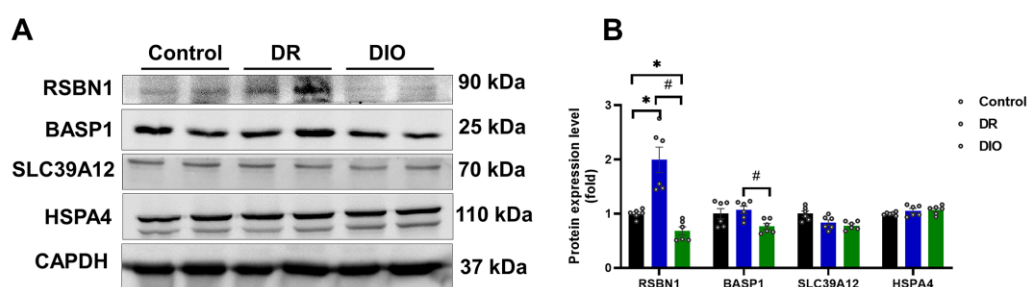 A
Control DR DIO
RSBN1 90 kDa
BASP1 25 kDa
SLC39A12 70 kDa
HSPA4 110 kDa
CAPDH 37 kDa
B
Protein expression level
(fold)
3
2
1
0
* # * #
Control
DR
DIO
RSBN1 BASP1 SLC39A12 HSPA4